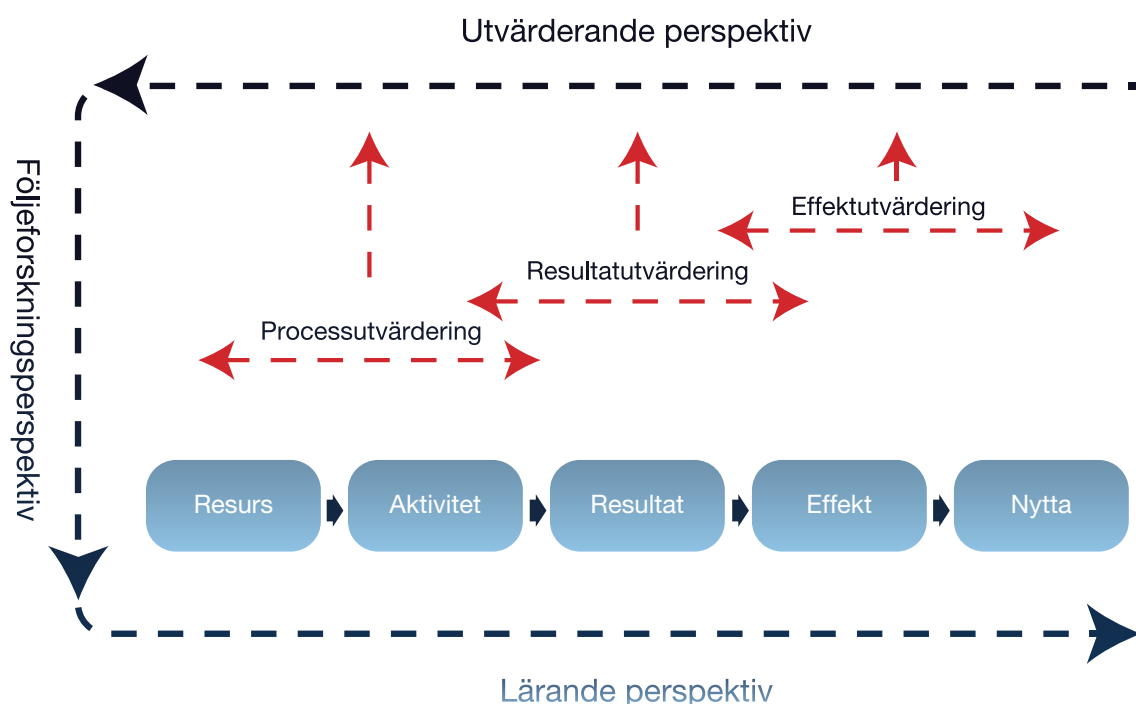 Utvärderande perspektiv
Följeforskningsperspektiv
Effektutvärdering
Resultatutvärdering
Processutvärdering
Resurs
Aktivitet
Resultat
Effekt
Nytta
Lärande perspektiv